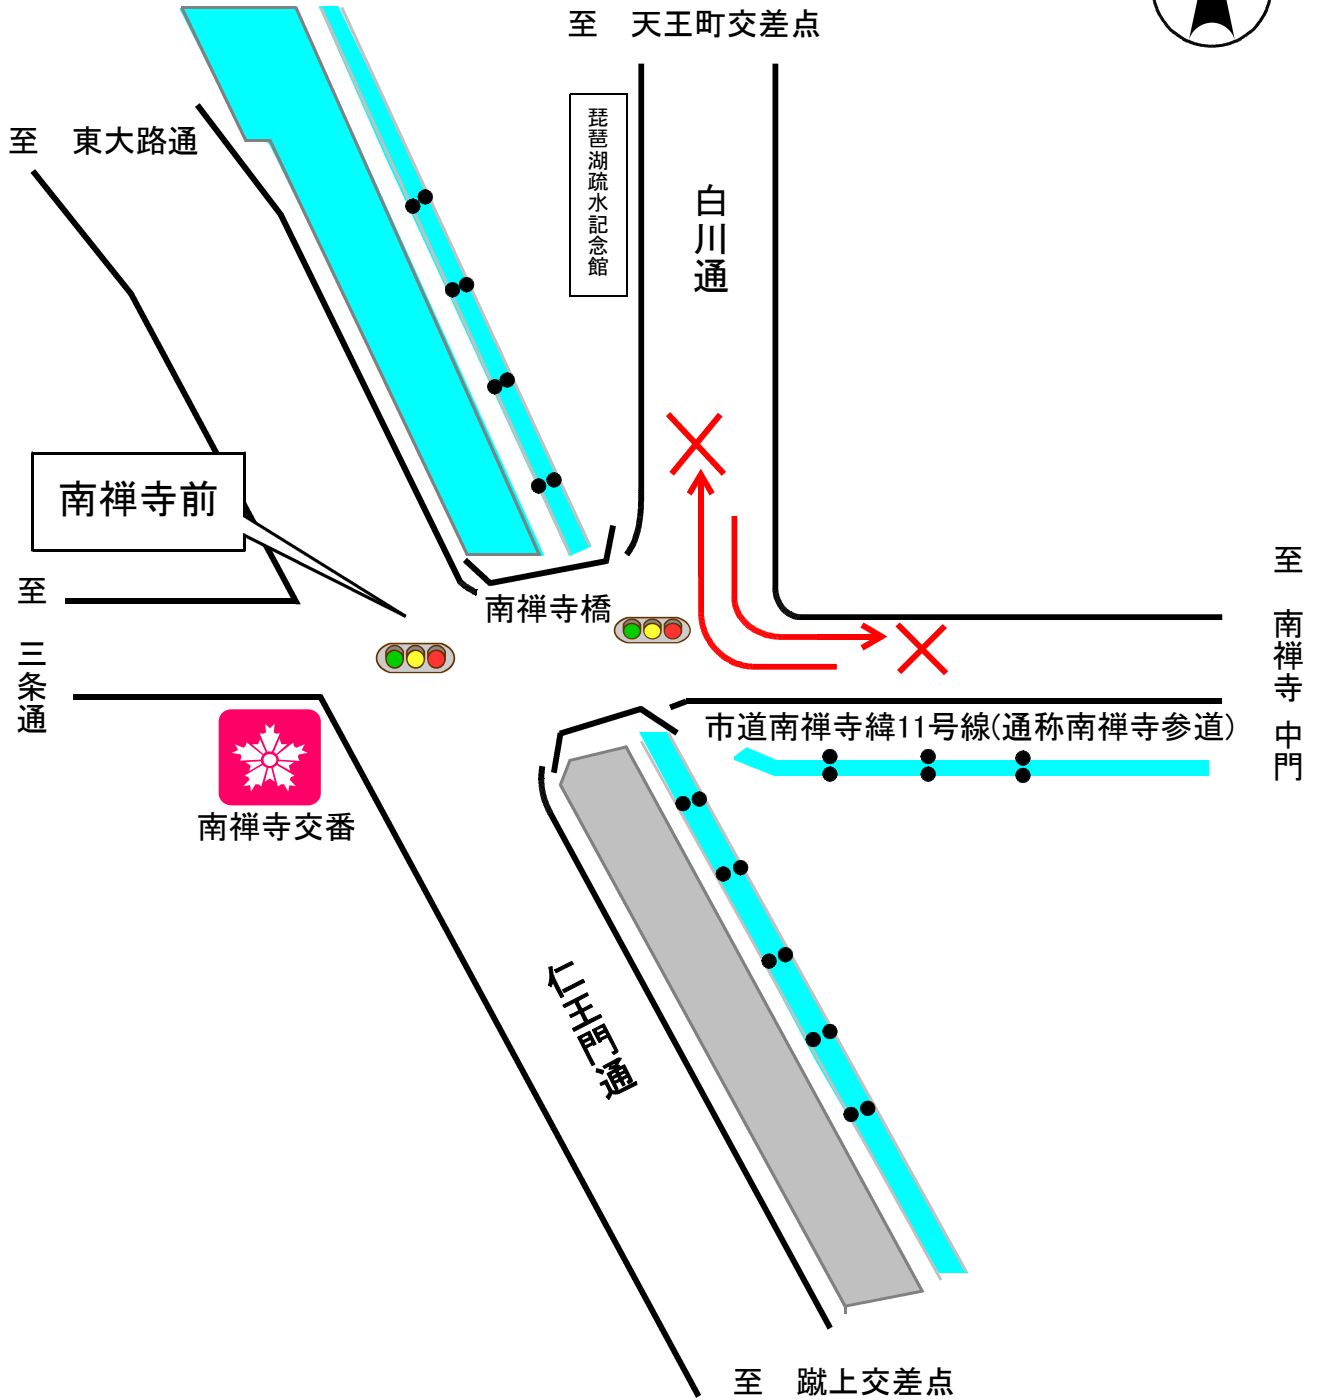 至　天王町交差点
至　東大路通
琵琶湖疏水記念館
白川通
南禅寺前
至　三条通
南禅寺橋
至　南禅寺　中門
市道南禅寺緯11号線(通称南禅寺参道)
南禅寺交番
仁王門通
至　蹴上交差点